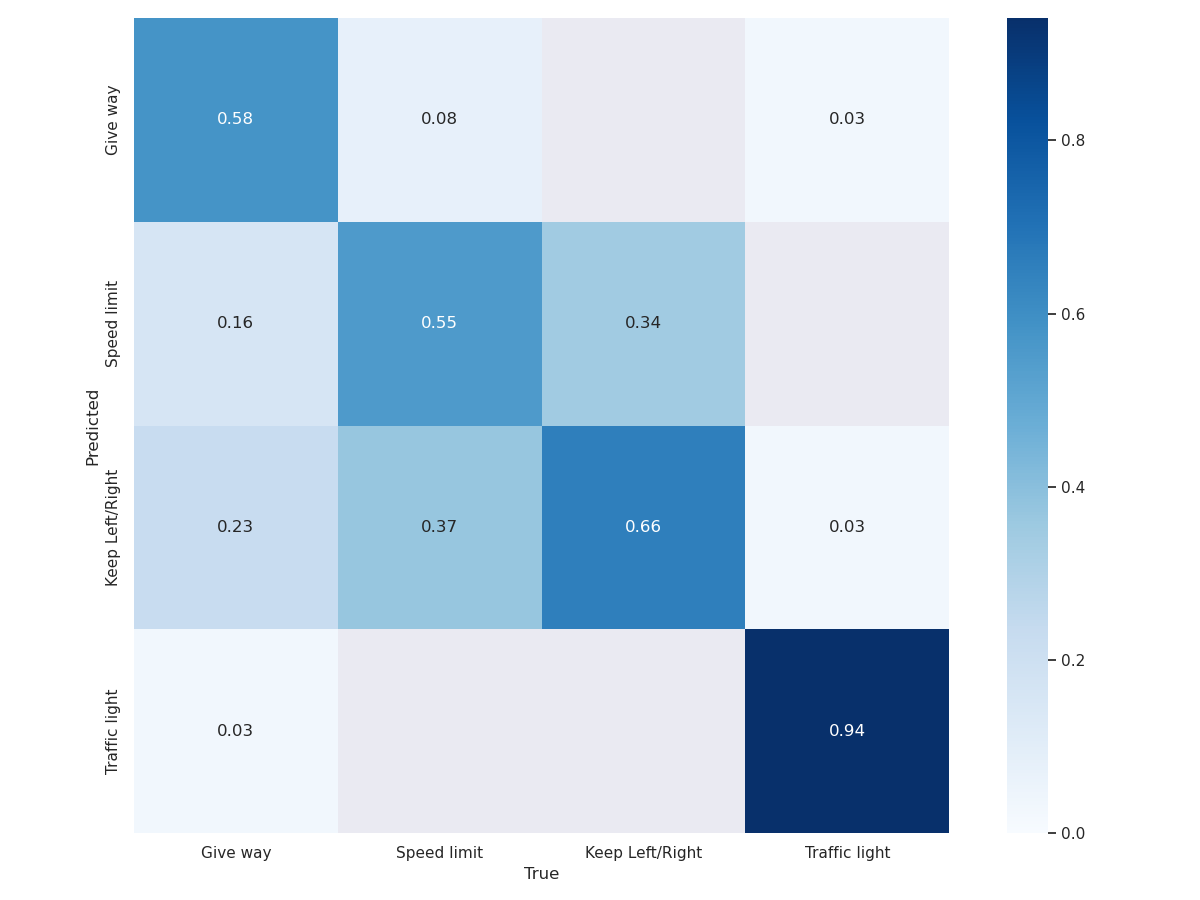 Give way
0.58 0.08 0.03
Speed limit
0.16 0.55 0.34
Keep Left/Right
0.23 0.37 0.66 0.03
Traffic light
0.03 0.94
Predicted
Give way Speed limit Keep Left/Right Traffic light
True
0.8
0.6
0.4
0.2
0.0